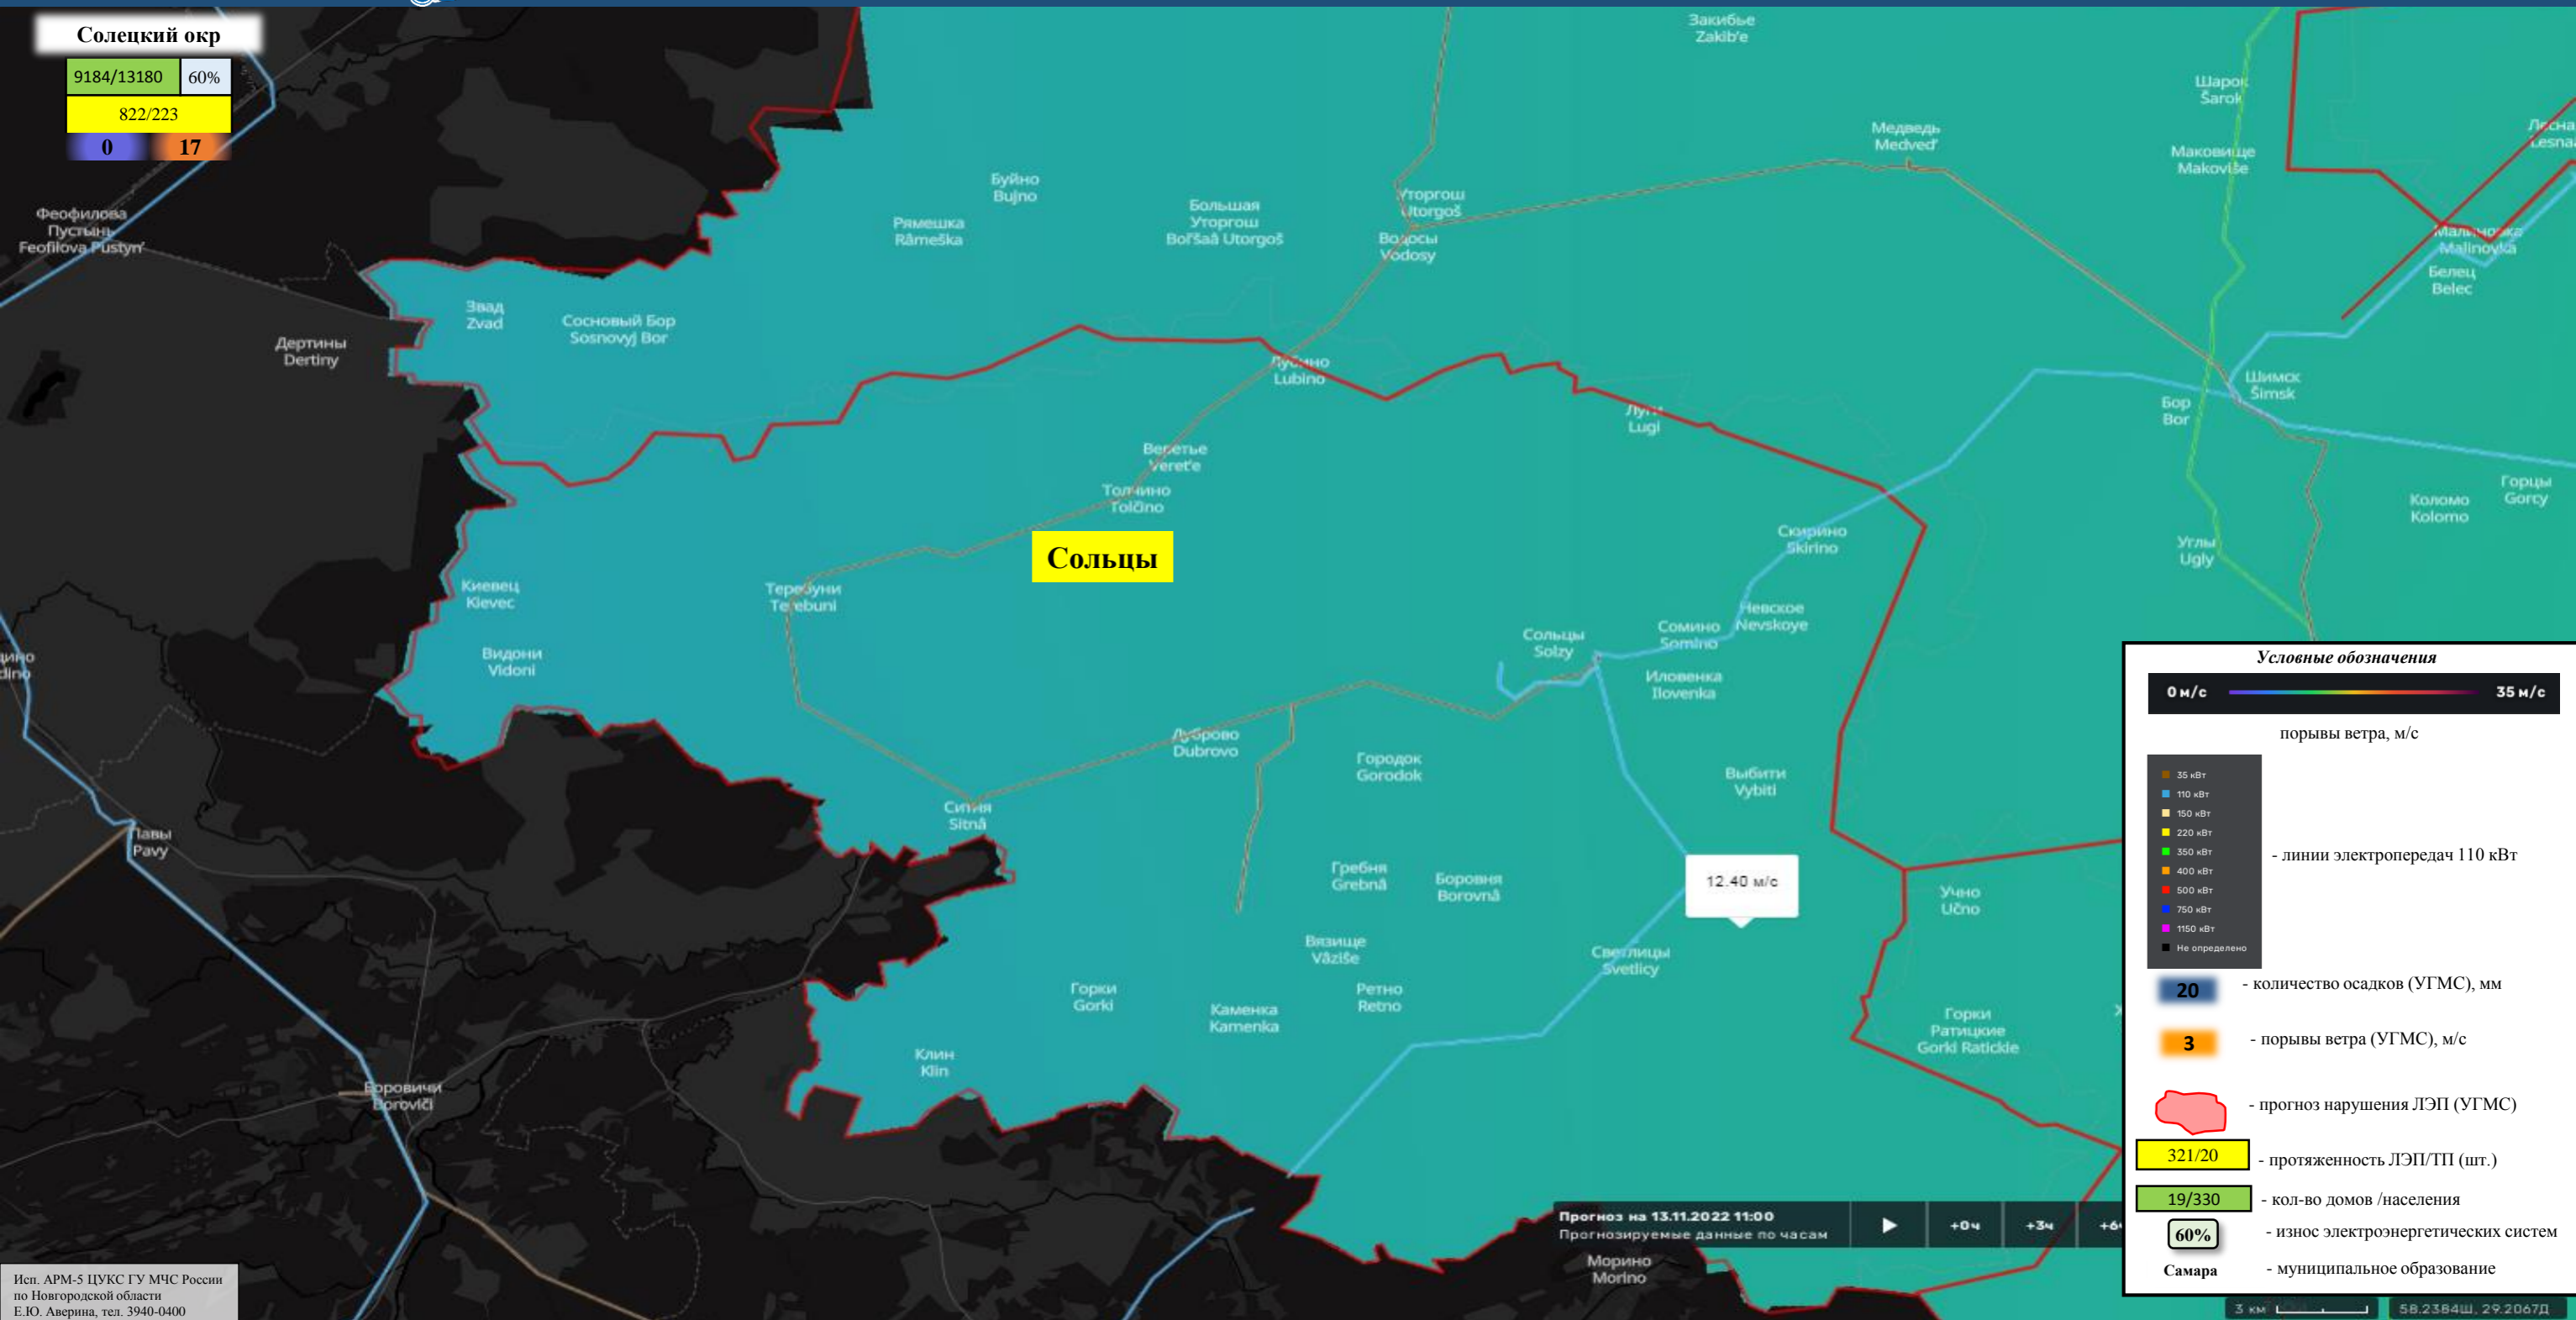 Солецкий окр
9184/13180 60%
822/223
0 17
Закибье
Zakib'e
Шарок
Šarok
Медведь
Medved'
Маковище
Makoviše
Буйно
Bujno
Рямешка
Râmeška
Большая
Уторгош
Bol'šaâ Utorgoš
Уторгош
Utorgoš
Водосы
Vodosy
Феофилова
Пустынь
Feofilova Pustyn'
Малиновка
Malinovka
Белец
Belec
Звад
Zvad
Сосновый Бор
Sosnovyj Bor
Дертины
Dertiny
Лубино
Lubino
Луги
Lugi
Шимск
Šimsk
Бор
Bor
Веретье
Veret'e
Толчино
Tolčino
Горцы
Gorcy
Коломо
Kolomo
Скирино
Skirino
Углы
Ugly
Сольцы
Киевец
Kievec
Теребуни
Terebuni
Невское
Nevskoye
Сомино
Somino
Сольцы
Solzy
Видони
Vidoni
Иловенка
Ilovenka
Дуброво
Dubrovo
Городок
Gorodok
Выбити
Vybiti
Ситня
Sitnâ
Павы
Pavy
Гребня
Grebnâ
Боровня
Borovnâ
12.40 м/с
Учно
Učno
Вязище
Vâziše
Светлицы
Svetlicy
Горки
Gorki
Ретно
Retno
Каменка
Kamenka
Горки
Ратицкие
Gorki Ratickie
Клин
Klin
Боровичи
Boroviči
Морино
Morino
Прогноз на 13.11.2022 11:00
Прогнозируемые данные по часам
+0ч +3ч
Условные обозначения
0 м/с 35 м/с
порывы ветра, м/с
35 кВт
110 кВт
150 кВт
220 кВт
350 кВт
400 кВт
500 кВт
750 кВт
1150 кВт
Не определено
- линии электропередач 110 кВт
20 - количество осадков (УГМС), мм
3 - порывы ветра (УГМС), м/с
- прогноз нарушения ЛЭП (УГМС)
321/20 - протяженность ЛЭП/ТП (шт.)
19/330 - кол-во домов /населения
60% - износ электроэнергетических систем
Самара - муниципальное образование
Исп. АРМ-5 ЦУКС ГУ МЧС России
по Новгородской области
Е.Ю. Аверина, тел. 3940-0400
3 км 58.2384Ш, 29.2067Д